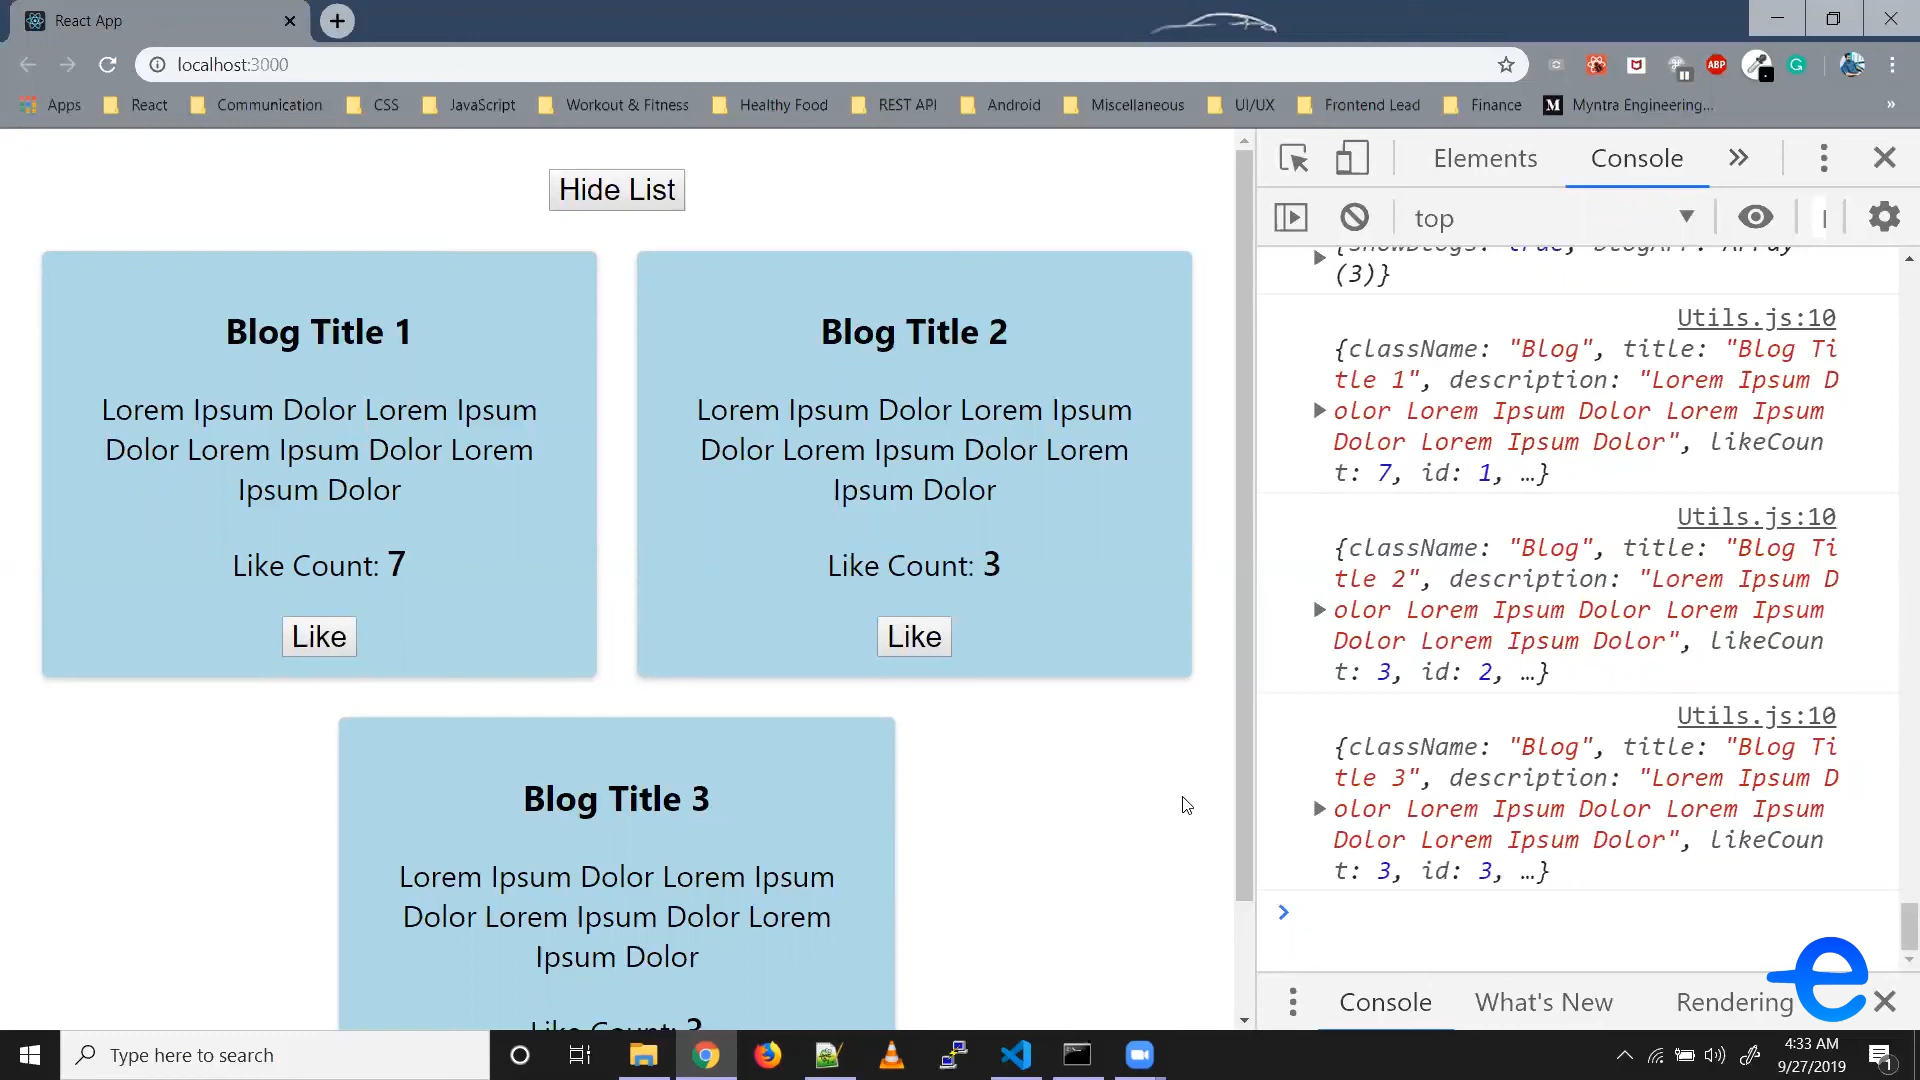 React App
localhost:3000
ABP
Apps
React
Communication
CSS
JavaScript
Workout & Fitness
Healthy Food
REST API
Android
Miscellaneous
UI/UX
Frontend Lead
Finance
Myntra Engineering...
»
Hide List
Blog Title 1
Lorem Ipsum Dolor Lorem Ipsum
Dolor Lorem Ipsum Dolor Lorem
Ipsum Dolor
Like Count: 7
Like
Blog Title 2
Lorem Ipsum Dolor Lorem Ipsum
Dolor Lorem Ipsum Dolor Lorem
Ipsum Dolor
Like Count: 3
Like
Blog Title 3
Lorem Ipsum Dolor Lorem Ipsum
Dolor Lorem Ipsum Dolor Lorem
Ipsum Dolor
Like Count: 3
Elements
Console
top
{showBlogs: true, blogArr: Array
(3)}
Utils.js:10
{className: "Blog", title: "Blog Ti
tle 1", description: "Lorem Ipsum D
olor Lorem Ipsum Dolor Lorem Ipsum
Dolor Lorem Ipsum Dolor", likeCoun
t: 7, id: 1, …}
Utils.js:10
{className: "Blog", title: "Blog Ti
tle 2", description: "Lorem Ipsum D
olor Lorem Ipsum Dolor Lorem Ipsum
Dolor Lorem Ipsum Dolor", likeCoun
t: 3, id: 2, …}
Utils.js:10
{className: "Blog", title: "Blog Ti
tle 3", description: "Lorem Ipsum D
olor Lorem Ipsum Dolor Lorem Ipsum
Dolor Lorem Ipsum Dolor", likeCoun
t: 3, id: 3, …}
Console
What's New
Rendering
Type here to search
4:33 AM
9/27/2019
1